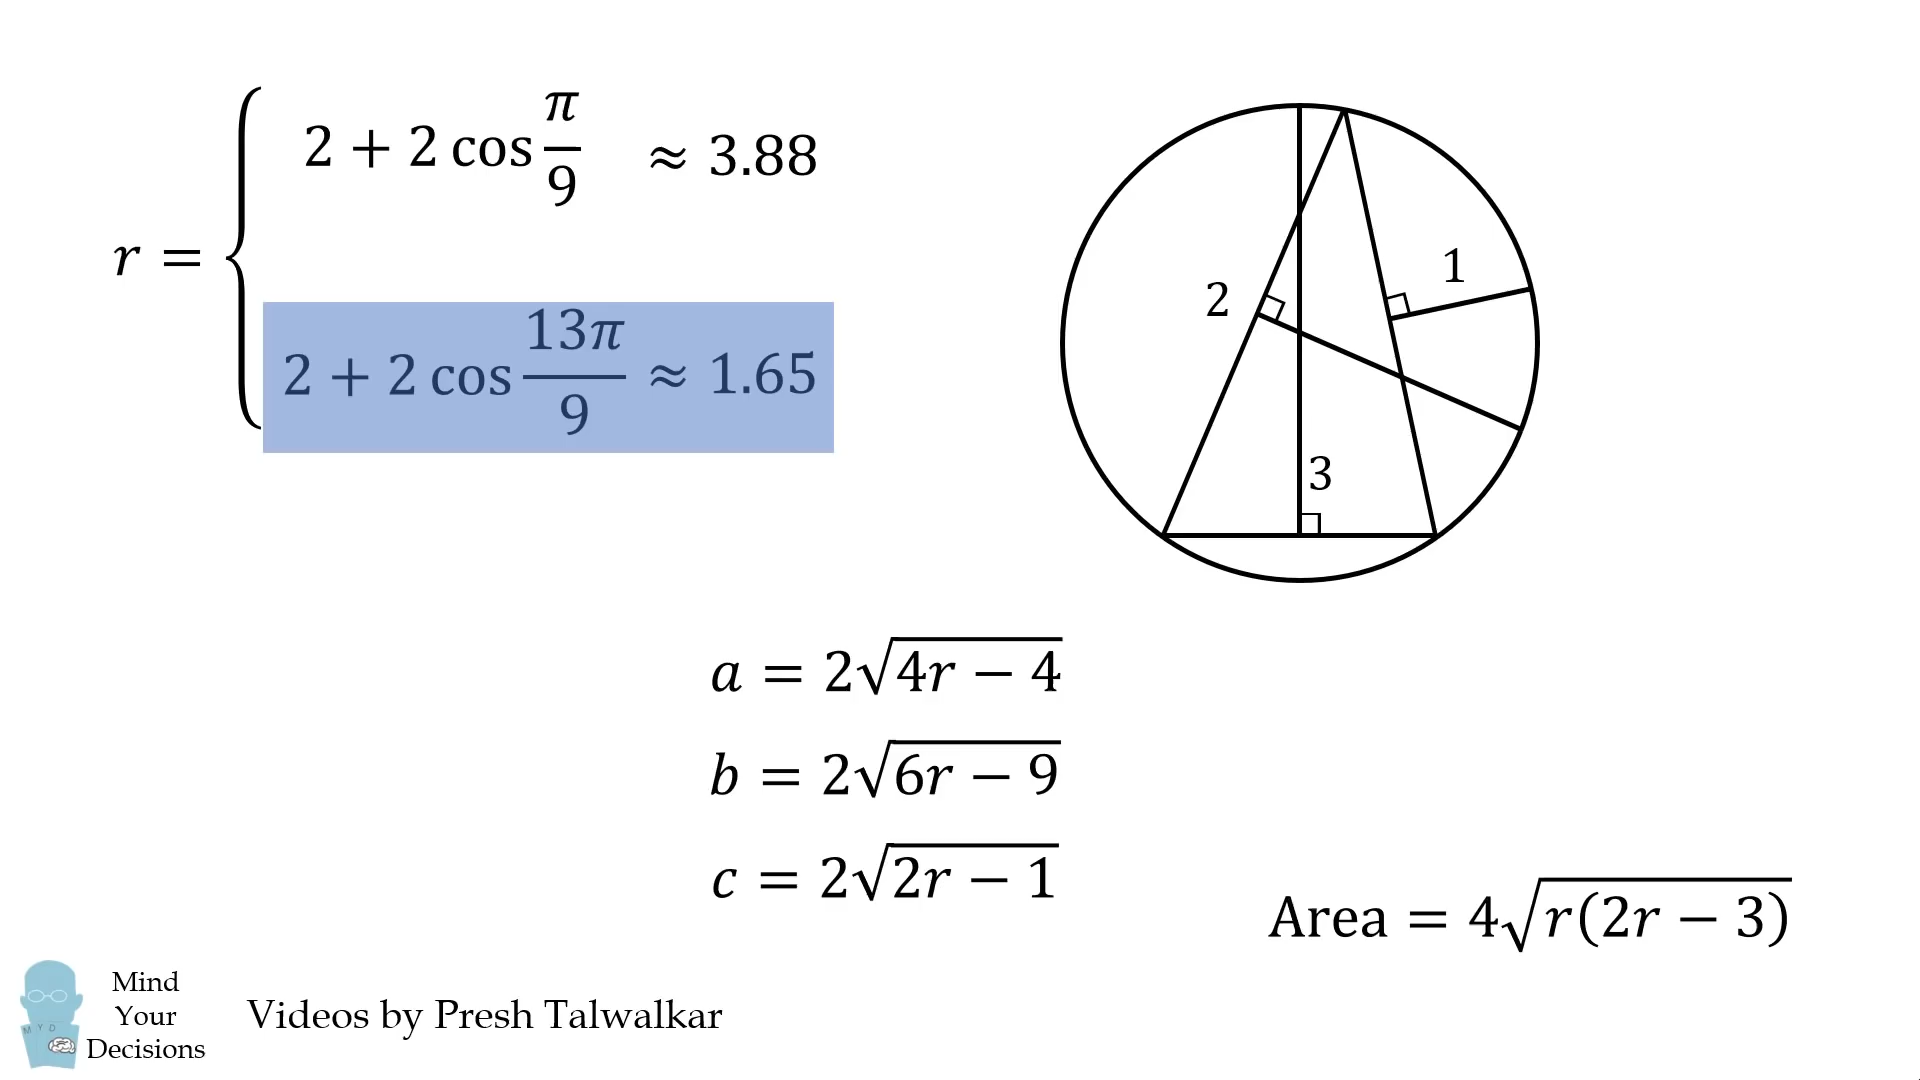 r = { 2 + 2 cos π/9 ≈ 3.88
2 + 2 cos 13π/9 ≈ 1.65
1
2
3
a = 2√(4r − 4)
b = 2√(6r − 9)
c = 2√(2r − 1)
Area = 4√(r(2r − 3))
M Y D
Mind
Your
Decisions
Videos by Presh Talwalkar